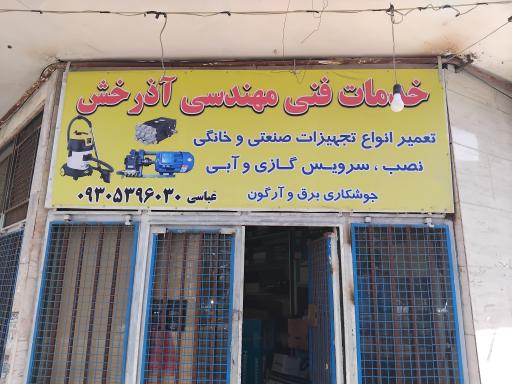 خدمات فنی مهندسی آذرخش
تعمیر انواع تجهیزات صنعتی و خانگی
نصب ، سرویس گازی و آبی
جوشکاری برق و آرگون
عباسی ۰۹۳۰۵۳۹۶۰۳۰